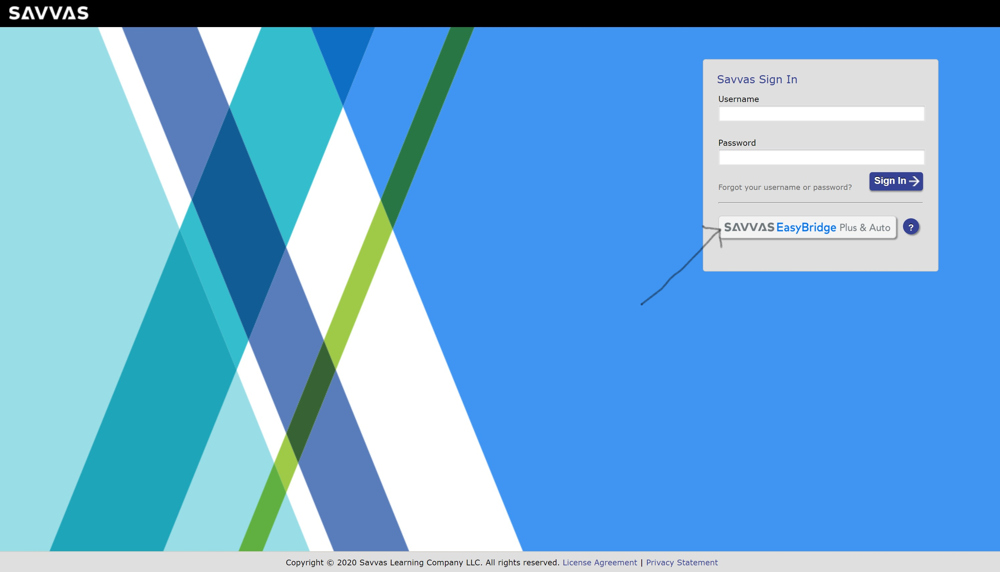 SAVVAS
Savvas Sign In
Username
Password
Forgot your username or password?
Sign In
SAVVAS EasyBridge Plus & Auto
?
Copyright © 2020 Savvas Learning Company LLC. All rights reserved. License Agreement | Privacy Statement